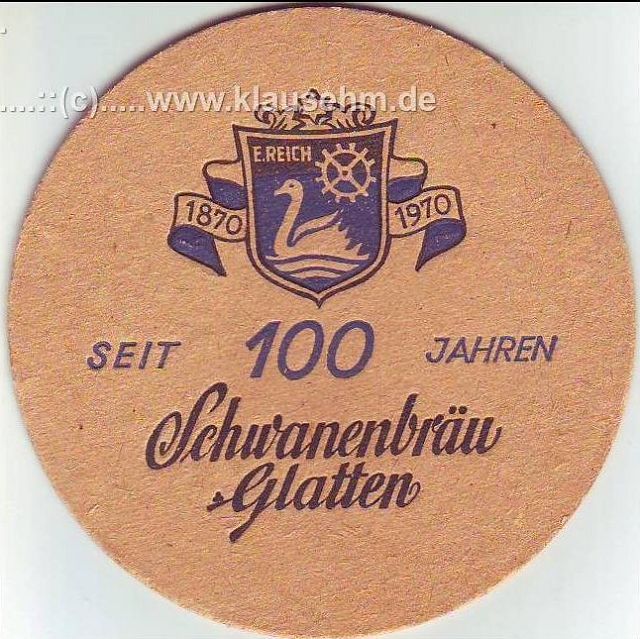 ....::(c).....www.klausehm.de
E.REICH
1870 1970
SEIT 100 JAHREN
Schwanenbräu
Glatten